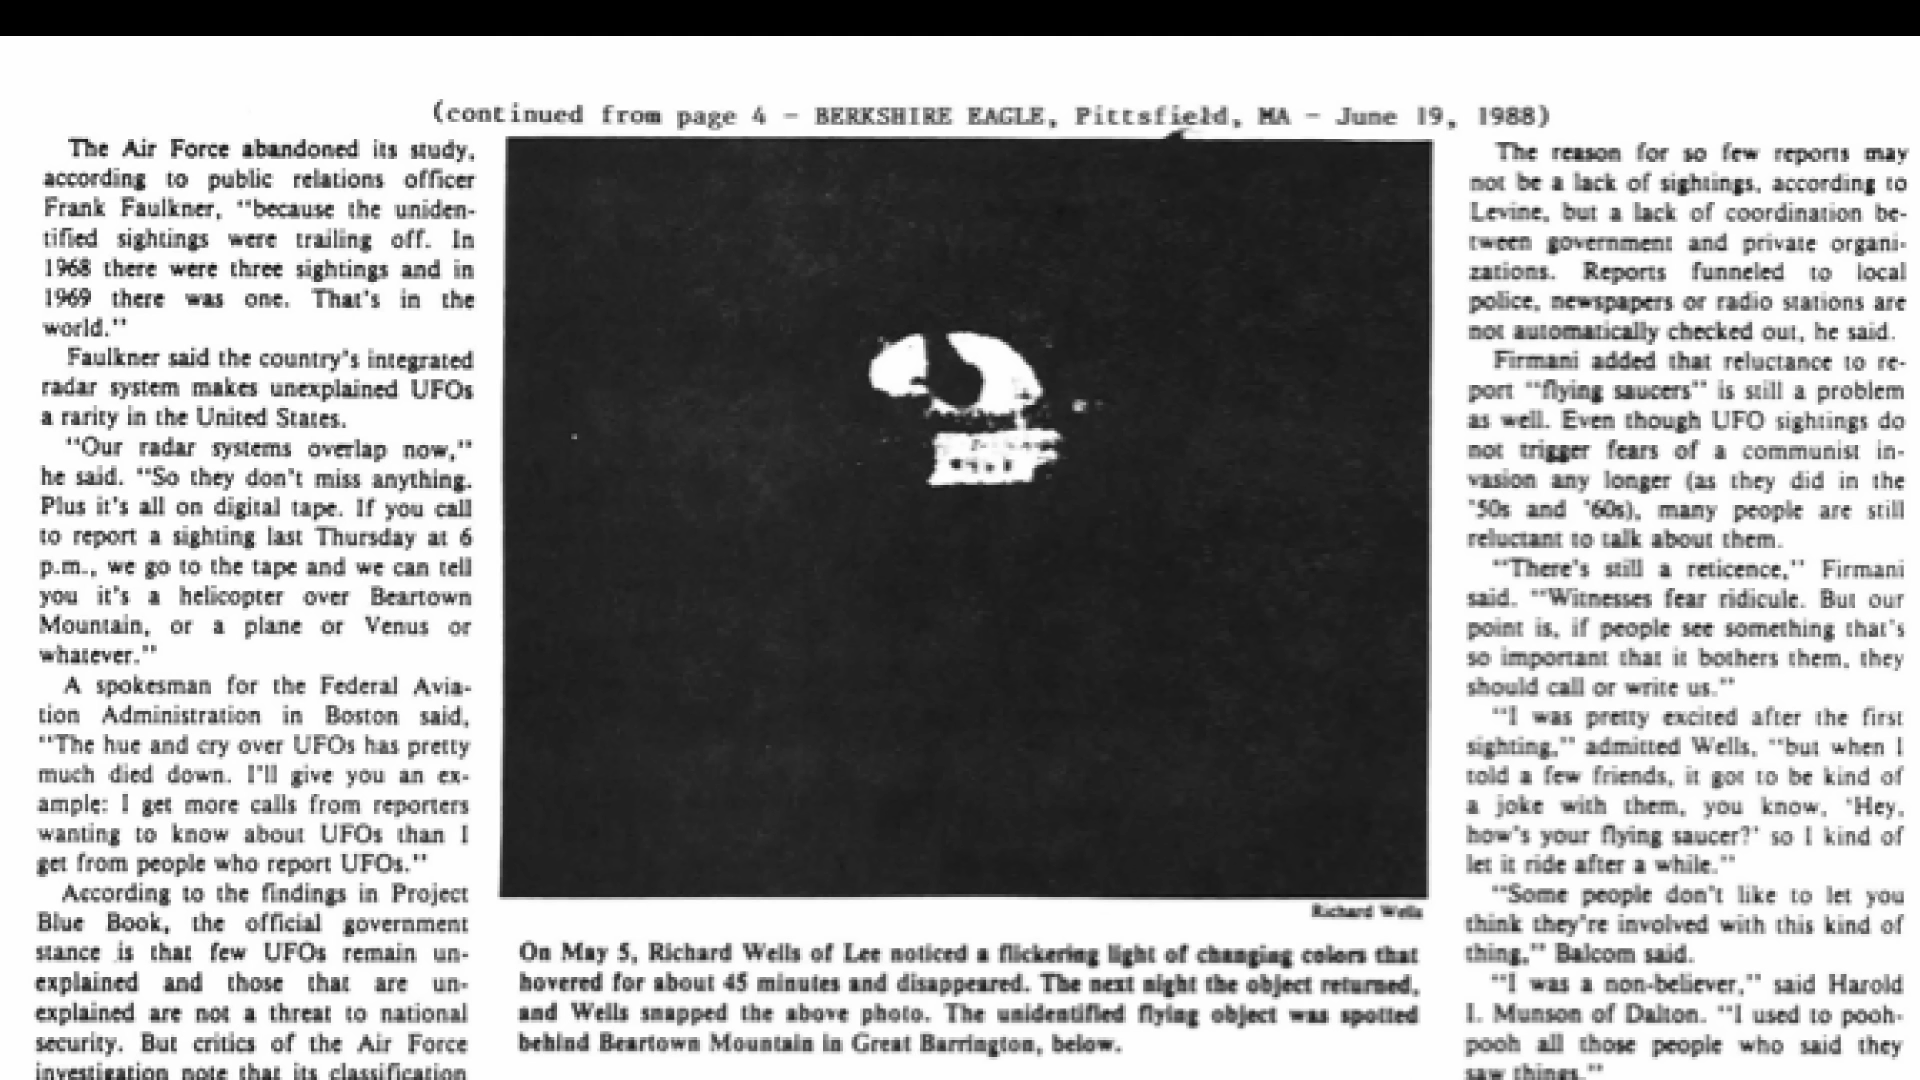 (continued from page 4 - BERKSHIRE EAGLE, Pittsfield, MA - June 19, 1988)
The Air Force abandoned its study,
according to public relations officer
Frank Faulkner, "because the uniden-
tified sightings were trailing off. In
1968 there were three sightings and in
1969 there was one. That's in the
world."
Faulkner said the country's integrated
radar system makes unexplained UFOs
a rarity in the United States.
"Our radar systems overlap now,"
he said. "So they don't miss anything.
Plus it's all on digital tape. If you call
to report a sighting last Thursday at 6
p.m., we go to the tape and we can tell
you it's a helicopter over Beartown
Mountain, or a plane or Venus or
whatever."
A spokesman for the Federal Avia-
tion Administration in Boston said,
"The hue and cry over UFOs has pretty
much died down. I'll give you an ex-
ample: I get more calls from reporters
wanting to know about UFOs than I
get from people who report UFOs."
According to the findings in Project
Blue Book, the official government
stance is that few UFOs remain un-
explained and those that are un-
explained are not a threat to national
security. But critics of the Air Force
investigation note that its classification
Richard Wells
On May 5, Richard Wells of Lee noticed a flickering light of changing colors that
hovered for about 45 minutes and disappeared. The next night the object returned,
and Wells snapped the above photo. The unidentified flying object was spotted
behind Beartown Mountain in Great Barrington, below.
The reason for so few reports may
not be a lack of sightings, according to
Levine, but a lack of coordination be-
tween government and private organi-
zations. Reports funneled to local
police, newspapers or radio stations are
not automatically checked out, he said.
Firmani added that reluctance to re-
port "flying saucers" is still a problem
as well. Even though UFO sightings do
not trigger fears of a communist in-
vasion any longer (as they did in the
'50s and '60s), many people are still
reluctant to talk about them.
"There's still a reticence," Firmani
said. "Witnesses fear ridicule. But our
point is, if people see something that's
so important that it bothers them, they
should call or write us."
"I was pretty excited after the first
sighting," admitted Wells, "but when I
told a few friends, it got to be kind of
a joke with them, you know, 'Hey,
how's your flying saucer?' so I kind of
let it ride after a while."
"Some people don't like to let you
think they're involved with this kind of
thing," Balcom said.
"I was a non-believer," said Harold
I. Munson of Dalton. "I used to pooh-
pooh all those people who said they
saw things."